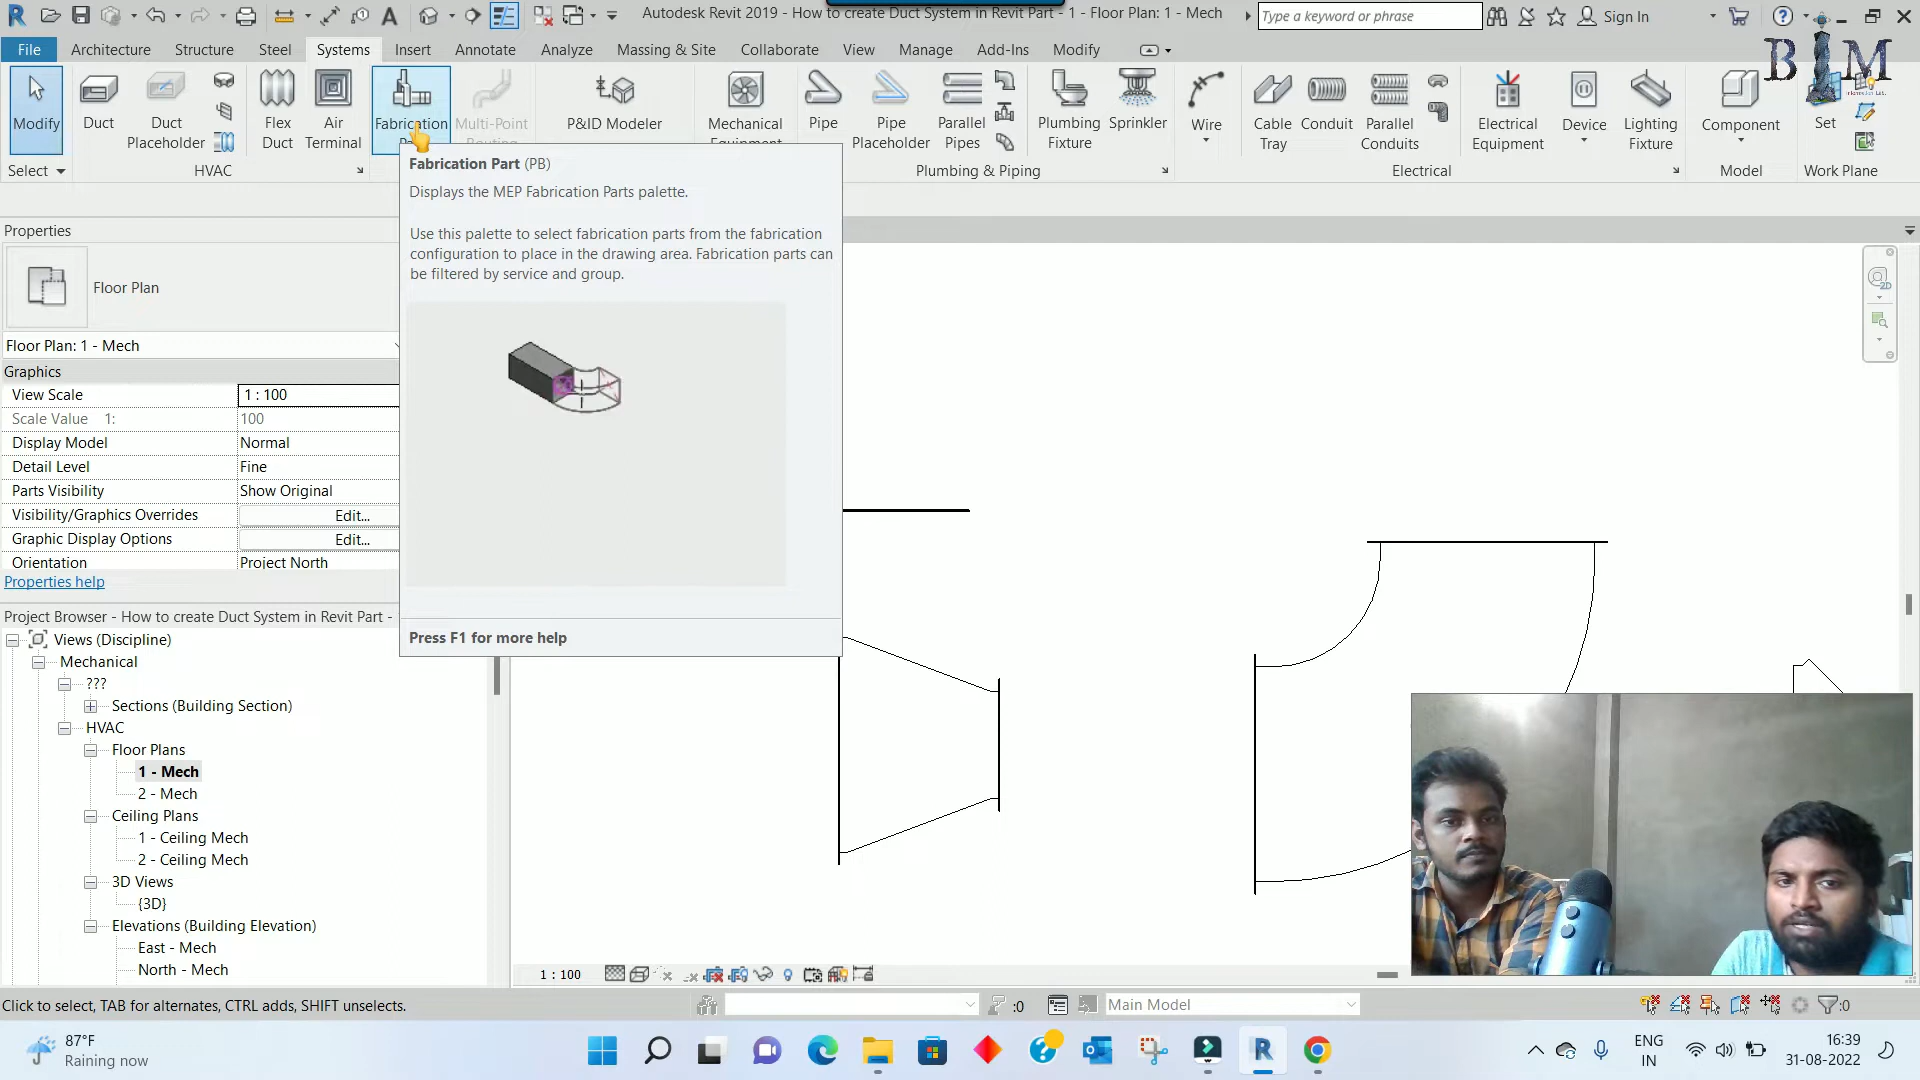 Autodesk Revit 2019 - How to create Duct System in Revit Part - 1 - Floor Plan: 1 - Mech
Type a keyword or phrase
Sign In
File Architecture Structure Steel Systems Insert Annotate Analyze Massing & Site Collaborate View Manage Add-Ins Modify
BIM
Modify
Duct
Duct Placeholder
Flex Duct
Air Terminal
Fabrication
Multi-Point
P&ID Modeler
Mechanical
Pipe
Pipe Placeholder
Parallel Pipes
Plumbing Fixture
Sprinkler
Wire
Cable Tray
Conduit
Parallel Conduits
Electrical Equipment
Device
Lighting Fixture
Component
Set
Select
HVAC
Plumbing & Piping
Electrical
Model
Work Plane
Fabrication Part (PB)
Displays the MEP Fabrication Parts palette.
Use this palette to select fabrication parts from the fabrication
configuration to place in the drawing area. Fabrication parts can
be filtered by service and group.
Press F1 for more help
Properties
Floor Plan
Floor Plan: 1 - Mech
Graphics
View Scale 1 : 100
Scale Value 1: 100
Display Model Normal
Detail Level Fine
Parts Visibility Show Original
Visibility/Graphics Overrides Edit...
Graphic Display Options Edit...
Orientation Project North
Properties help
Project Browser - How to create Duct System in Revit Part -
Views (Discipline)
Mechanical
???
Sections (Building Section)
HVAC
Floor Plans
1 - Mech
2 - Mech
Ceiling Plans
1 - Ceiling Mech
2 - Ceiling Mech
3D Views
{3D}
Elevations (Building Elevation)
East - Mech
North - Mech
2D
1 : 100
Click to select, TAB for alternates, CTRL adds, SHIFT unselects.
:0
Main Model
:0
87°F
Raining now
ENG
IN
16:39
31-08-2022